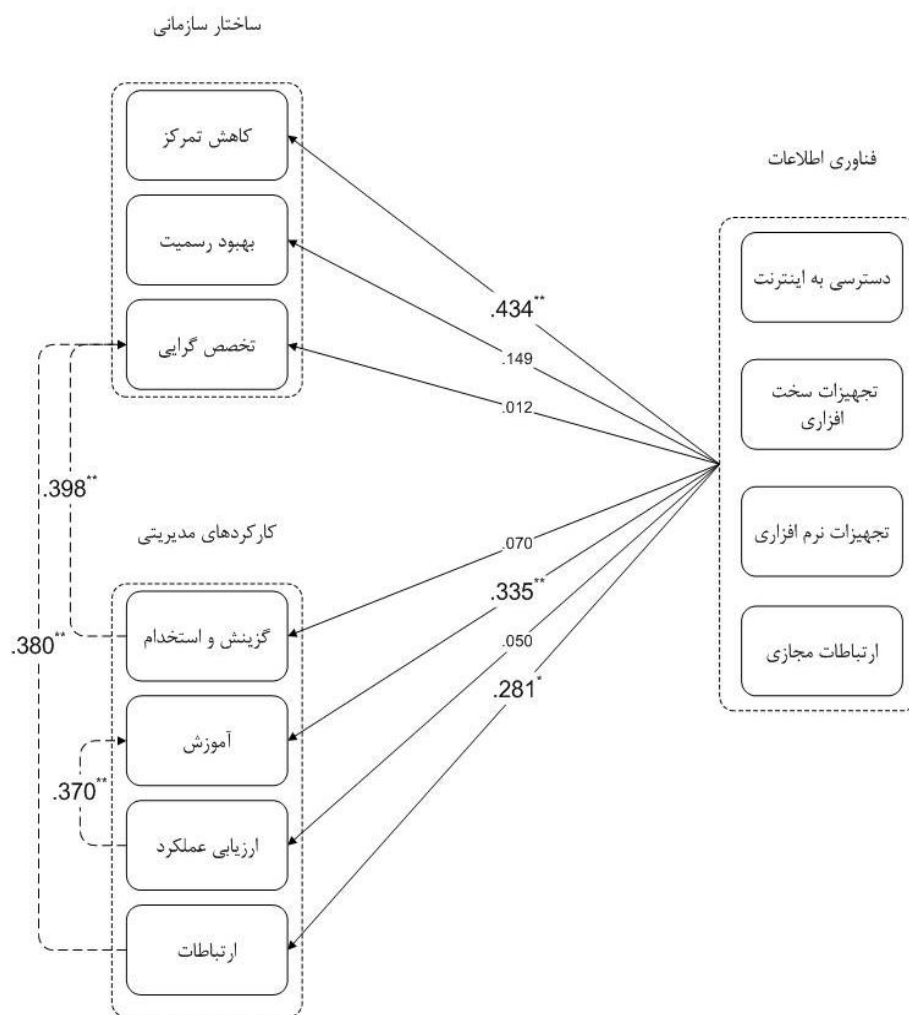 ساختار سازمانی
کاهش تمرکز
بهبود رسمیت
تخصص گرایی
فناوری اطلاعات
دسترسی به اینترنت
تجهیزات سخت
افزاری
تجهیزات نرم افزاری
ارتباطات مجازی
.434**
.149
.012
.398**
.380**
کارکردهای مدیریتی
گزینش و استخدام
آموزش
ارزیابی عملکرد
ارتباطات
.070
.335**
.050
.281*
.370**